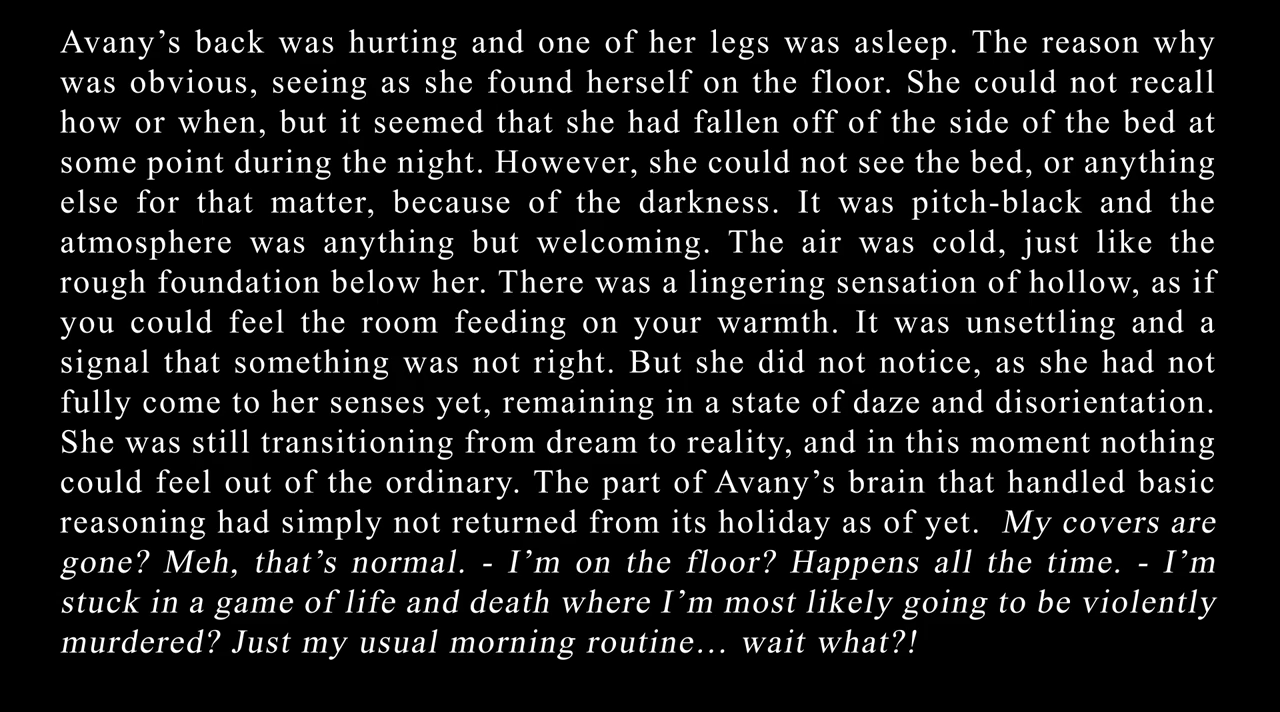 Avany’s back was hurting and one of her legs was asleep. The reason why
was obvious, seeing as she found herself on the floor. She could not recall
how or when, but it seemed that she had fallen off of the side of the bed at
some point during the night. However, she could not see the bed, or anything
else for that matter, because of the darkness. It was pitch-black and the
atmosphere was anything but welcoming. The air was cold, just like the
rough foundation below her. There was a lingering sensation of hollow, as if
you could feel the room feeding on your warmth. It was unsettling and a
signal that something was not right. But she did not notice, as she had not
fully come to her senses yet, remaining in a state of daze and disorientation.
She was still transitioning from dream to reality, and in this moment nothing
could feel out of the ordinary. The part of Avany’s brain that handled basic
reasoning had simply not returned from its holiday as of yet.  My covers are
gone? Meh, that’s normal. - I’m on the floor? Happens all the time. - I’m
stuck in a game of life and death where I’m most likely going to be violently
murdered? Just my usual morning routine… wait what?!